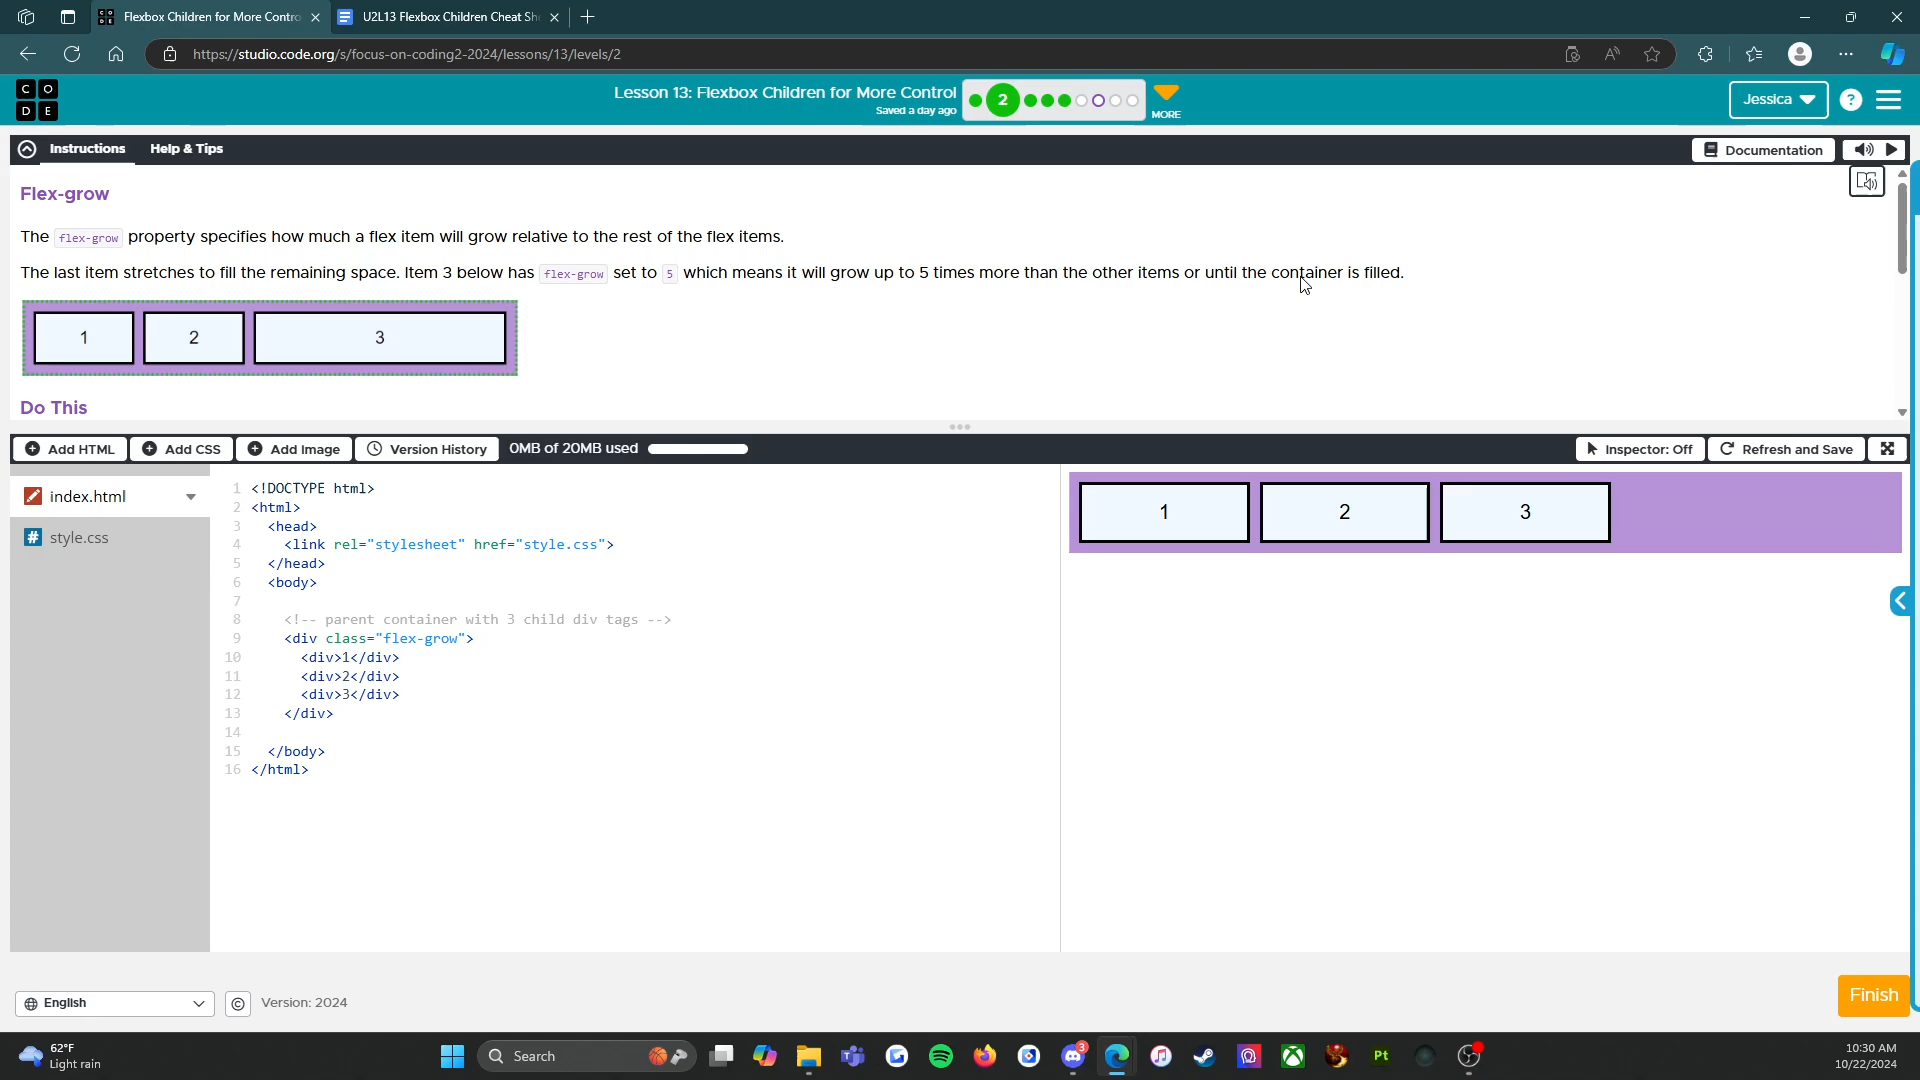 Flexbox Children for More Contro
U2L13 Flexbox Children Cheat Sh
https://studio.code.org/s/focus-on-coding2-2024/lessons/13/levels/2
C O
D E
Lesson 13: Flexbox Children for More Control
Saved a day ago
2
MORE
Jessica
?
Instructions
Help & Tips
Documentation
Flex-grow
The flex-grow property specifies how much a flex item will grow relative to the rest of the flex items.
The last item stretches to fill the remaining space. Item 3 below has flex-grow set to 5 which means it will grow up to 5 times more than the other items or until the container is filled.
1 2 3
Do This
Add HTML
Add CSS
Add Image
Version History
0MB of 20MB used
Inspector: Off
Refresh and Save
index.html
style.css
1 <!DOCTYPE html>
2 <html>
3 <head>
4 <link rel="stylesheet" href="style.css">
5 </head>
6 <body>
7
8 <!-- parent container with 3 child div tags -->
9 <div class="flex-grow">
10 <div>1</div>
11 <div>2</div>
12 <div>3</div>
13 </div>
14
15 </body>
16 </html>
1 2 3
English
© Version: 2024
Finish
62°F
Light rain
Search
3
Pt
10:30 AM
10/22/2024